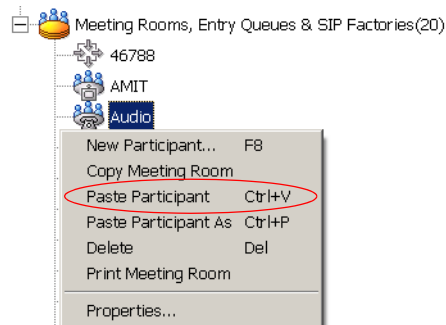 Meeting Rooms, Entry Queues & SIP Factories(20)
46788
AMIT
Audio
New Participant... F8
Copy Meeting Room
Paste Participant Ctrl+V
Paste Participant As Ctrl+P
Delete Del
Print Meeting Room
Properties...